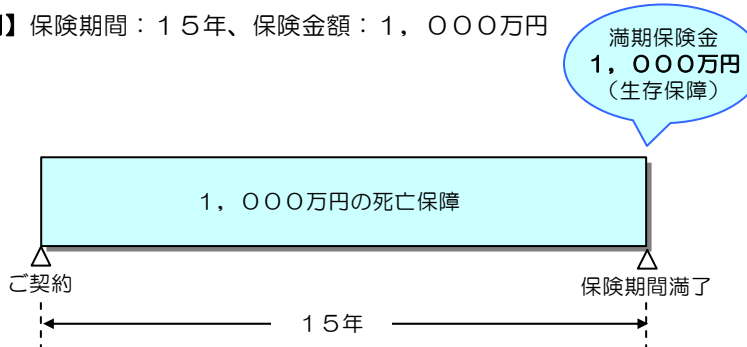 】保険期間：１５年、保険金額：１，０００万円
満期保険金
１，０００万円
（生存保障）
１，０００万円の死亡保障
ご契約
保険期間満了
１５年